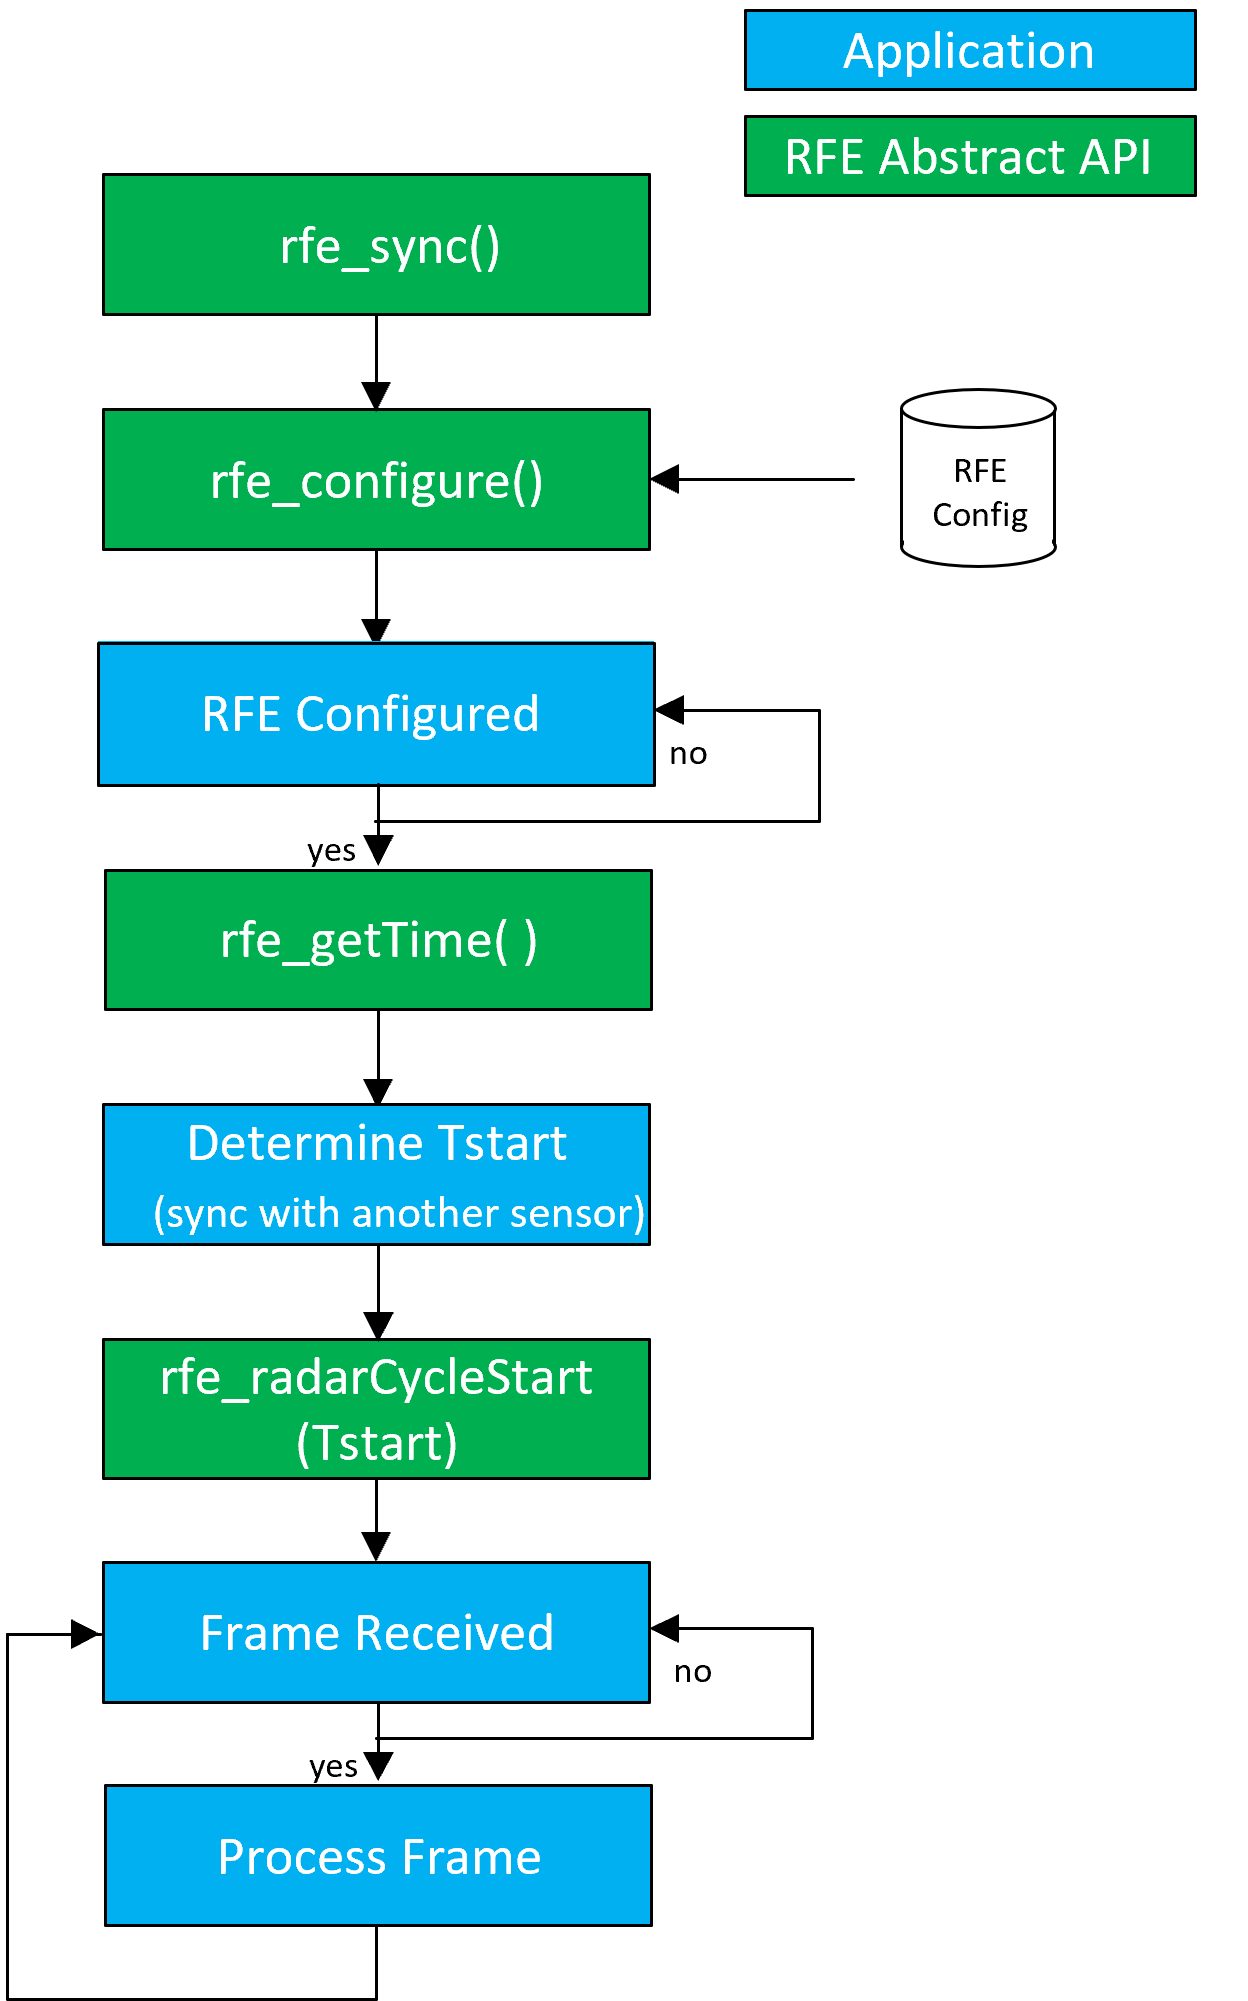 Application
RFE Abstract API
rfe_sync()
rfe_configure()
RFE
Config
RFE Configured
no
yes
rfe_getTime( )
Determine Tstart
(sync with another sensor)
rfe_radarCycleStart
(Tstart)
Frame Received
no
yes
Process Frame